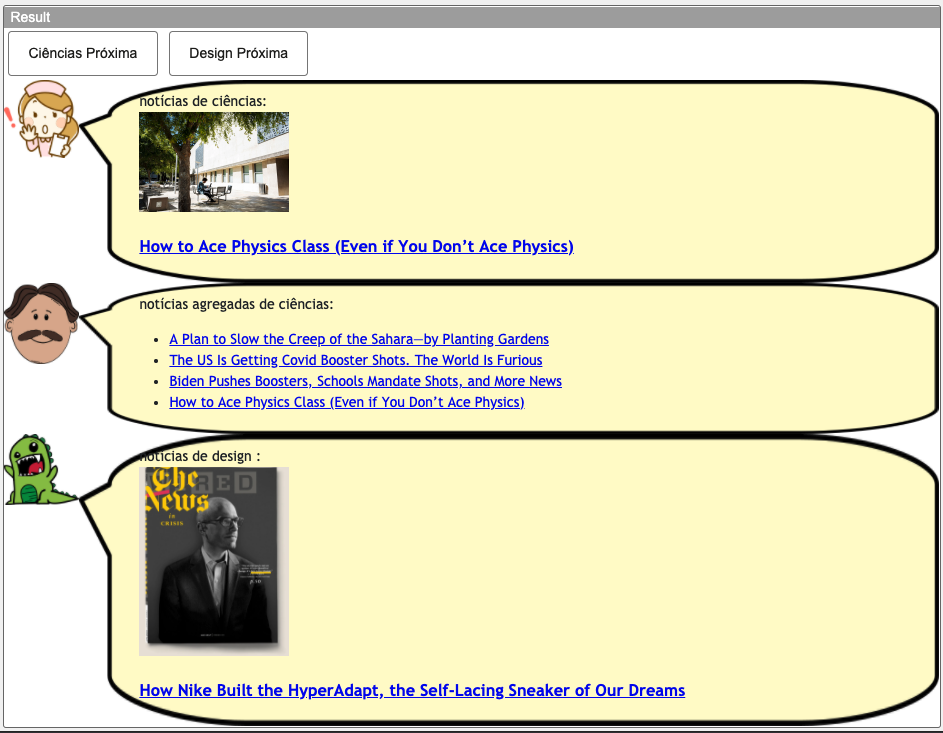 Result
Ciências Próxima
Design Próxima
notícias de ciências:
How to Ace Physics Class (Even if You Don’t Ace Physics)
notícias agregadas de ciências:
A Plan to Slow the Creep of the Sahara—by Planting Gardens
The US Is Getting Covid Booster Shots. The World Is Furious
Biden Pushes Boosters, Schools Mandate Shots, and More News
How to Ace Physics Class (Even if You Don’t Ace Physics)
notícias de design :
The
RED
News
in
CRISIS
How Nike Built the HyperAdapt, the Self-Lacing Sneaker of Our Dreams